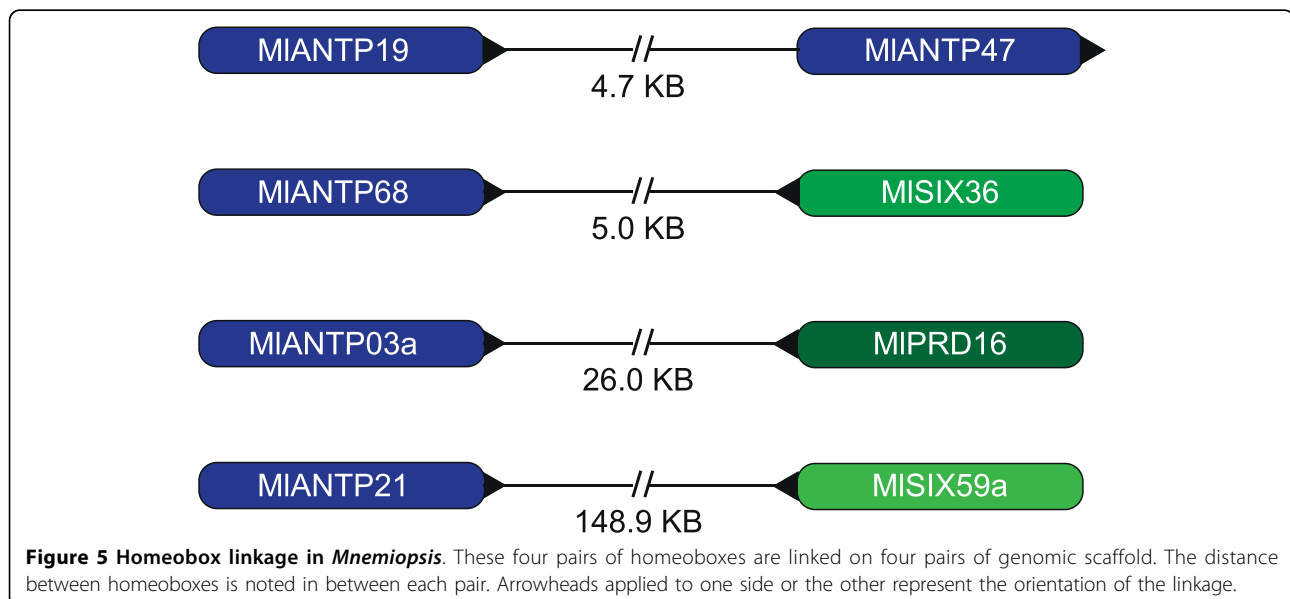 MIANTP19 MIANTP47
4.7 KB
MIANTP68 MISIX36
5.0 KB
MIANTP03a MIPRD16
26.0 KB
MIANTP21 MISIX59a
148.9 KB
Figure 5 Homeobox linkage in Mnemiopsis. These four pairs of homeoboxes are linked on four pairs of genomic scaffold. The distance
between homeoboxes is noted in between each pair. Arrowheads applied to one side or the other represent the orientation of the linkage.